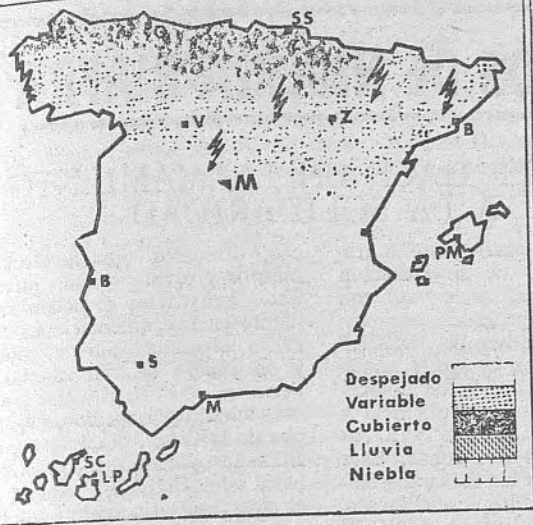 SS
V
Z
B
M
PM
B
S
M
SC
LP
Despejado
Variable
Cubierto
Lluvia
Niebla